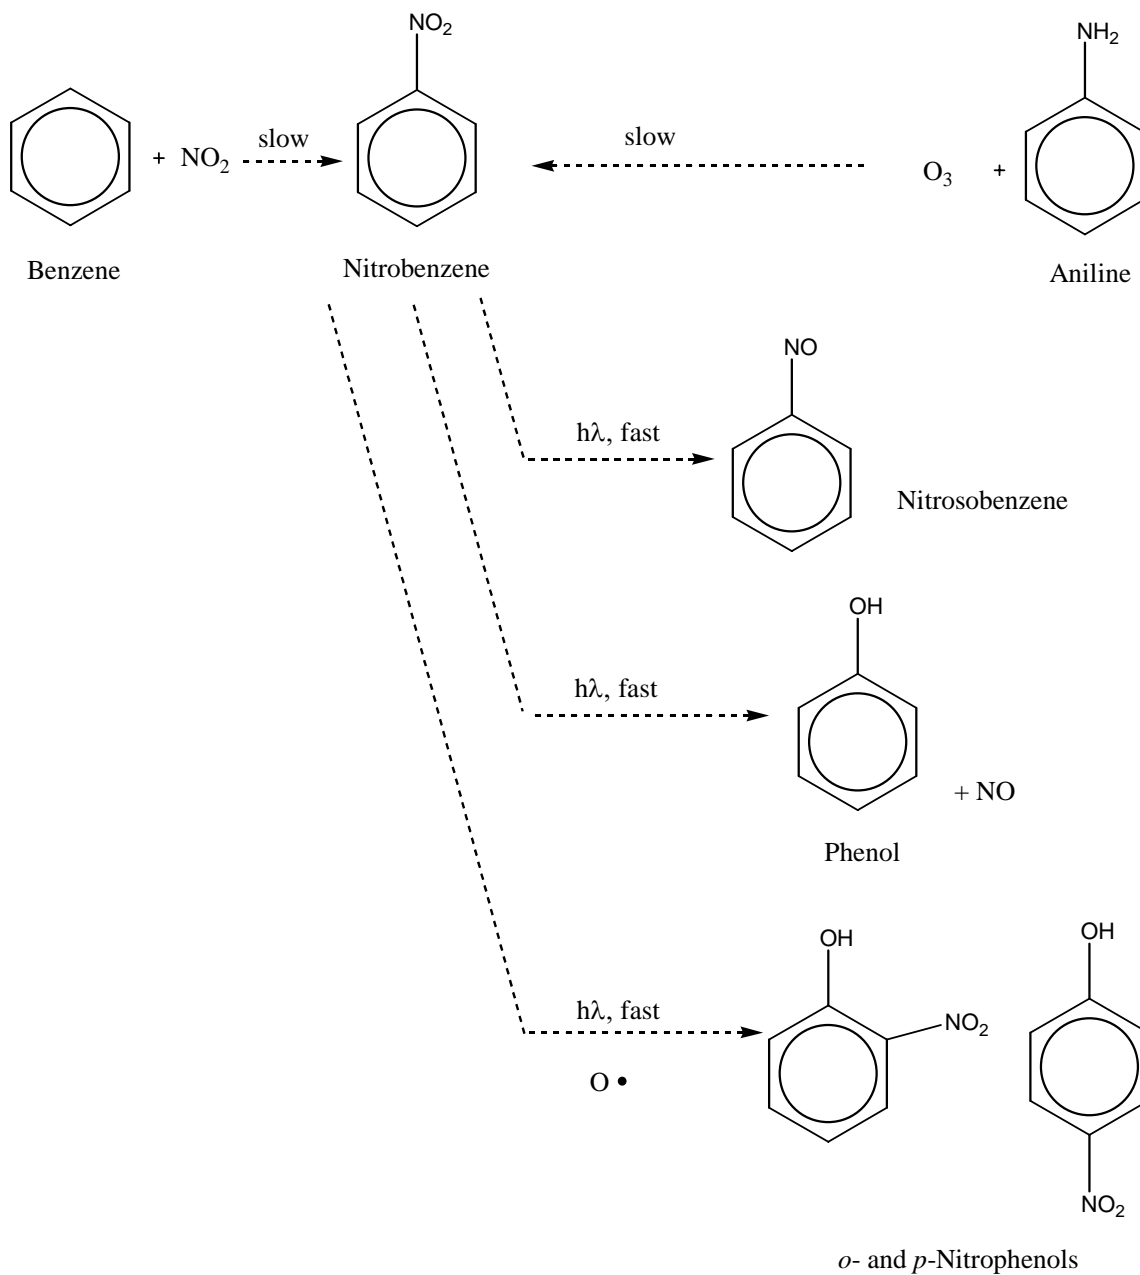 NO₂
NH₂
+ NO₂
slow
slow
O₃ +
Benzene
Nitrobenzene
Aniline
NO
hλ, fast
Nitrosobenzene
OH
hλ, fast
+ NO
Phenol
OH
OH
hλ, fast
NO₂
O •
NO₂
o- and p-Nitrophenols